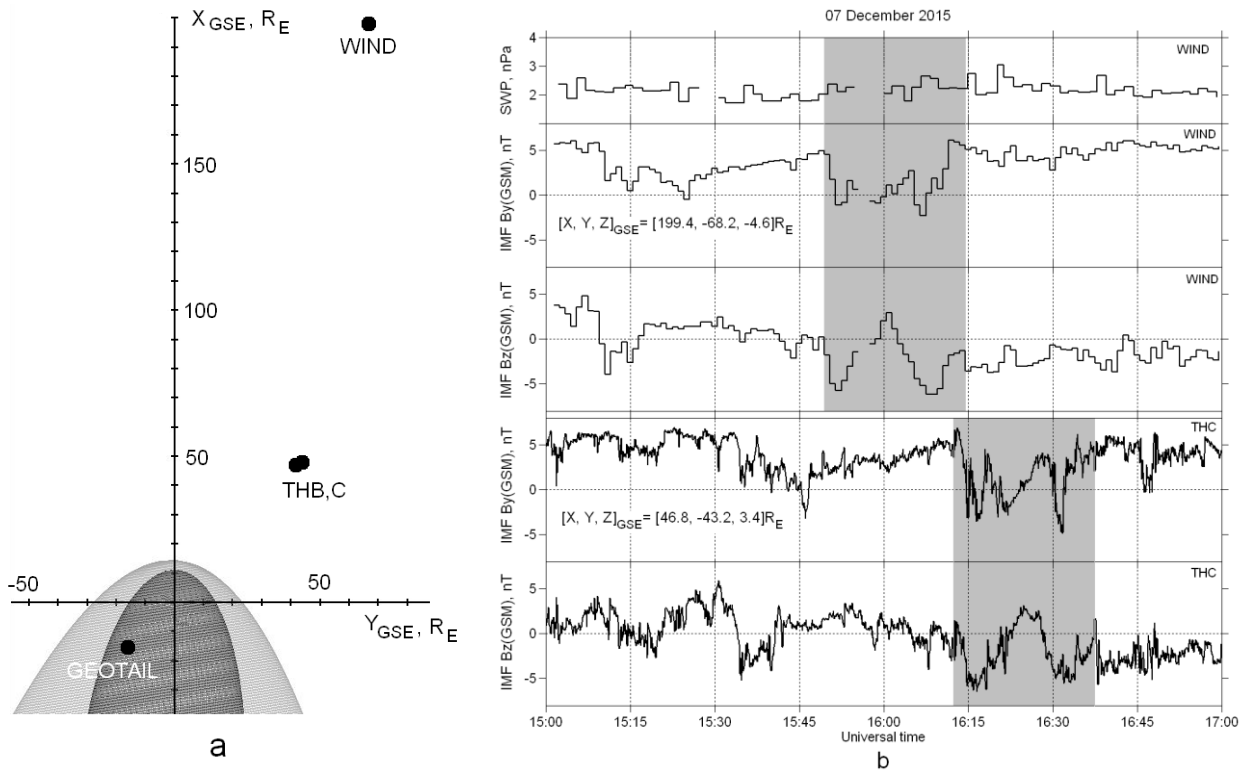 X GSE, R E
WIND
150
100
50
THB,C
-50
50
Y GSE, R E
GEOTAIL
a
07 December 2015
SWP, nPa
4
3
2
WIND
IMF By(GSM), nT
5
0
-5
WIND
[X, Y, Z]GSE= [199.4, -68.2, -4.6]RE
IMF Bz(GSM), nT
5
0
-5
WIND
IMF By(GSM), nT
5
0
-5
THC
[X, Y, Z]GSE= [46.8, -43.2, 3.4]RE
IMF Bz(GSM), nT
5
0
-5
THC
15:00 15:15 15:30 15:45 16:00 16:15 16:30 16:45 17:00
Universal time
b